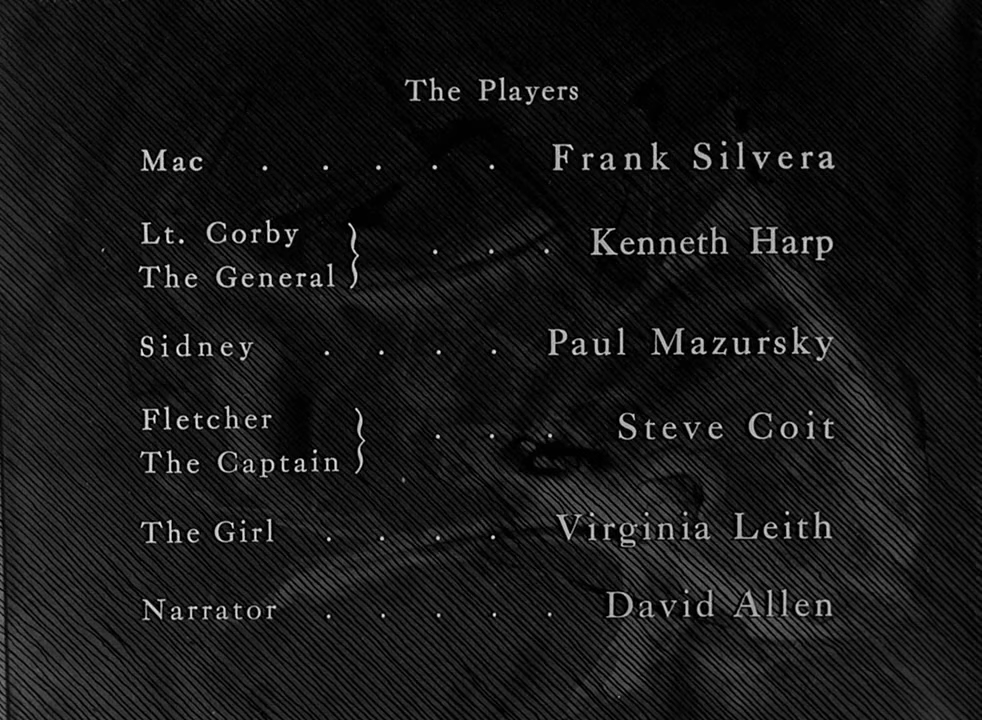 The Players
Mac . . . . . Frank Silvera
Lt. Corby
The General } . . . Kenneth Harp
Sidney . . . . Paul Mazursky
Fletcher
The Captain } . . . Steve Coit
The Girl . . . . Virginia Leith
Narrator . . . . . David Allen